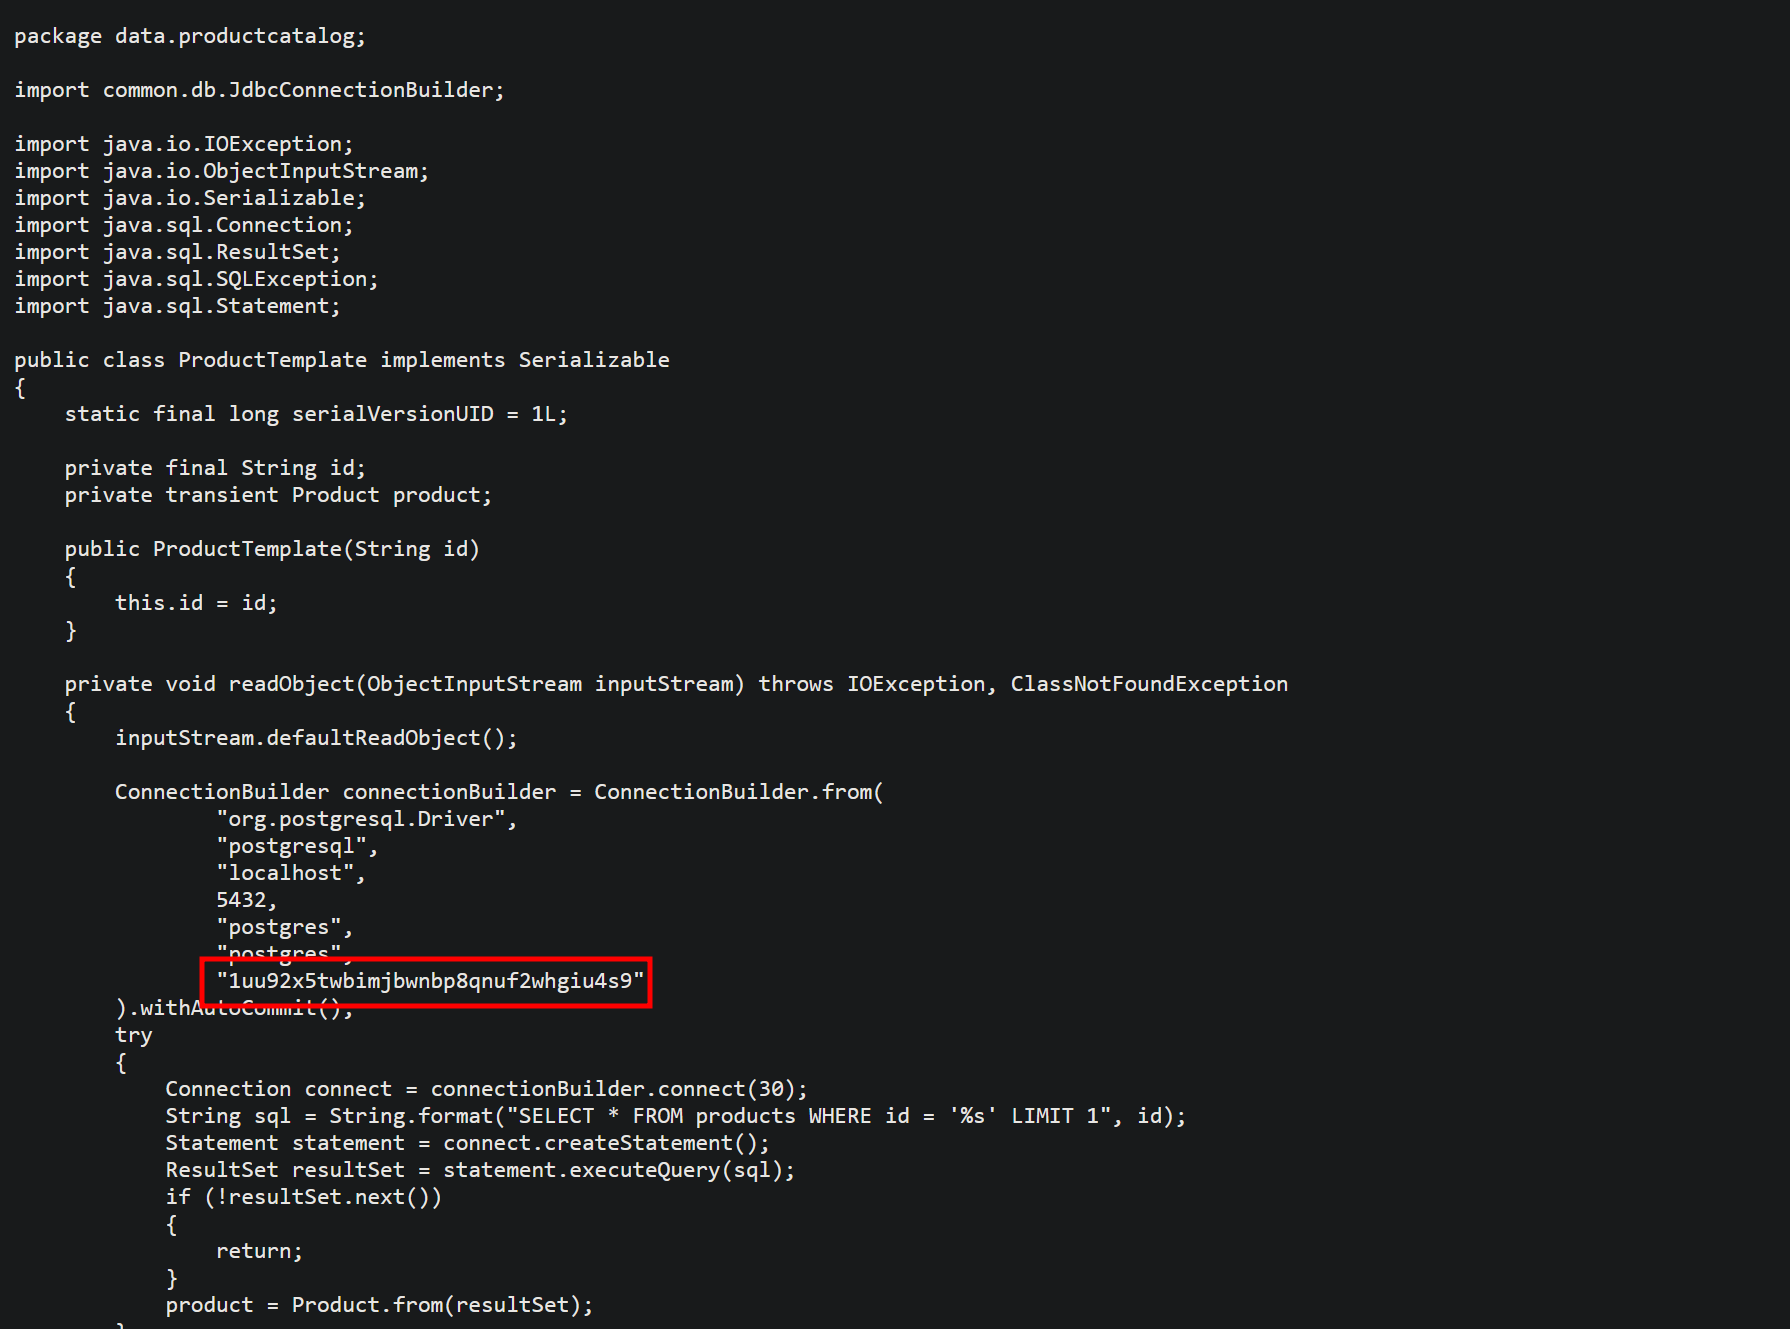 package data.productcatalog;
import common.db.JdbcConnectionBuilder;
import java.io.IOException;
import java.io.ObjectInputStream;
import java.io.Serializable;
import java.sql.Connection;
import java.sql.ResultSet;
import java.sql.SQLException;
import java.sql.Statement;
public class ProductTemplate implements Serializable
{
static final long serialVersionUID = 1L;
private final String id;
private transient Product product;
public ProductTemplate(String id)
{
this.id = id;
}
private void readObject(ObjectInputStream inputStream) throws IOException, ClassNotFoundException
{
inputStream.defaultReadObject();
ConnectionBuilder connectionBuilder = ConnectionBuilder.from(
"org.postgresql.Driver",
"postgresql",
"localhost",
5432,
"postgres",
"postgres",
"1uu92x5twbimjbwnbp8qnuf2whgiu4s9"
).withAutoCommit();
try
{
Connection connect = connectionBuilder.connect(30);
String sql = String.format("SELECT * FROM products WHERE id = '%s' LIMIT 1", id);
Statement statement = connect.createStatement();
ResultSet resultSet = statement.executeQuery(sql);
if (!resultSet.next())
{
return;
}
product = Product.from(resultSet);
}